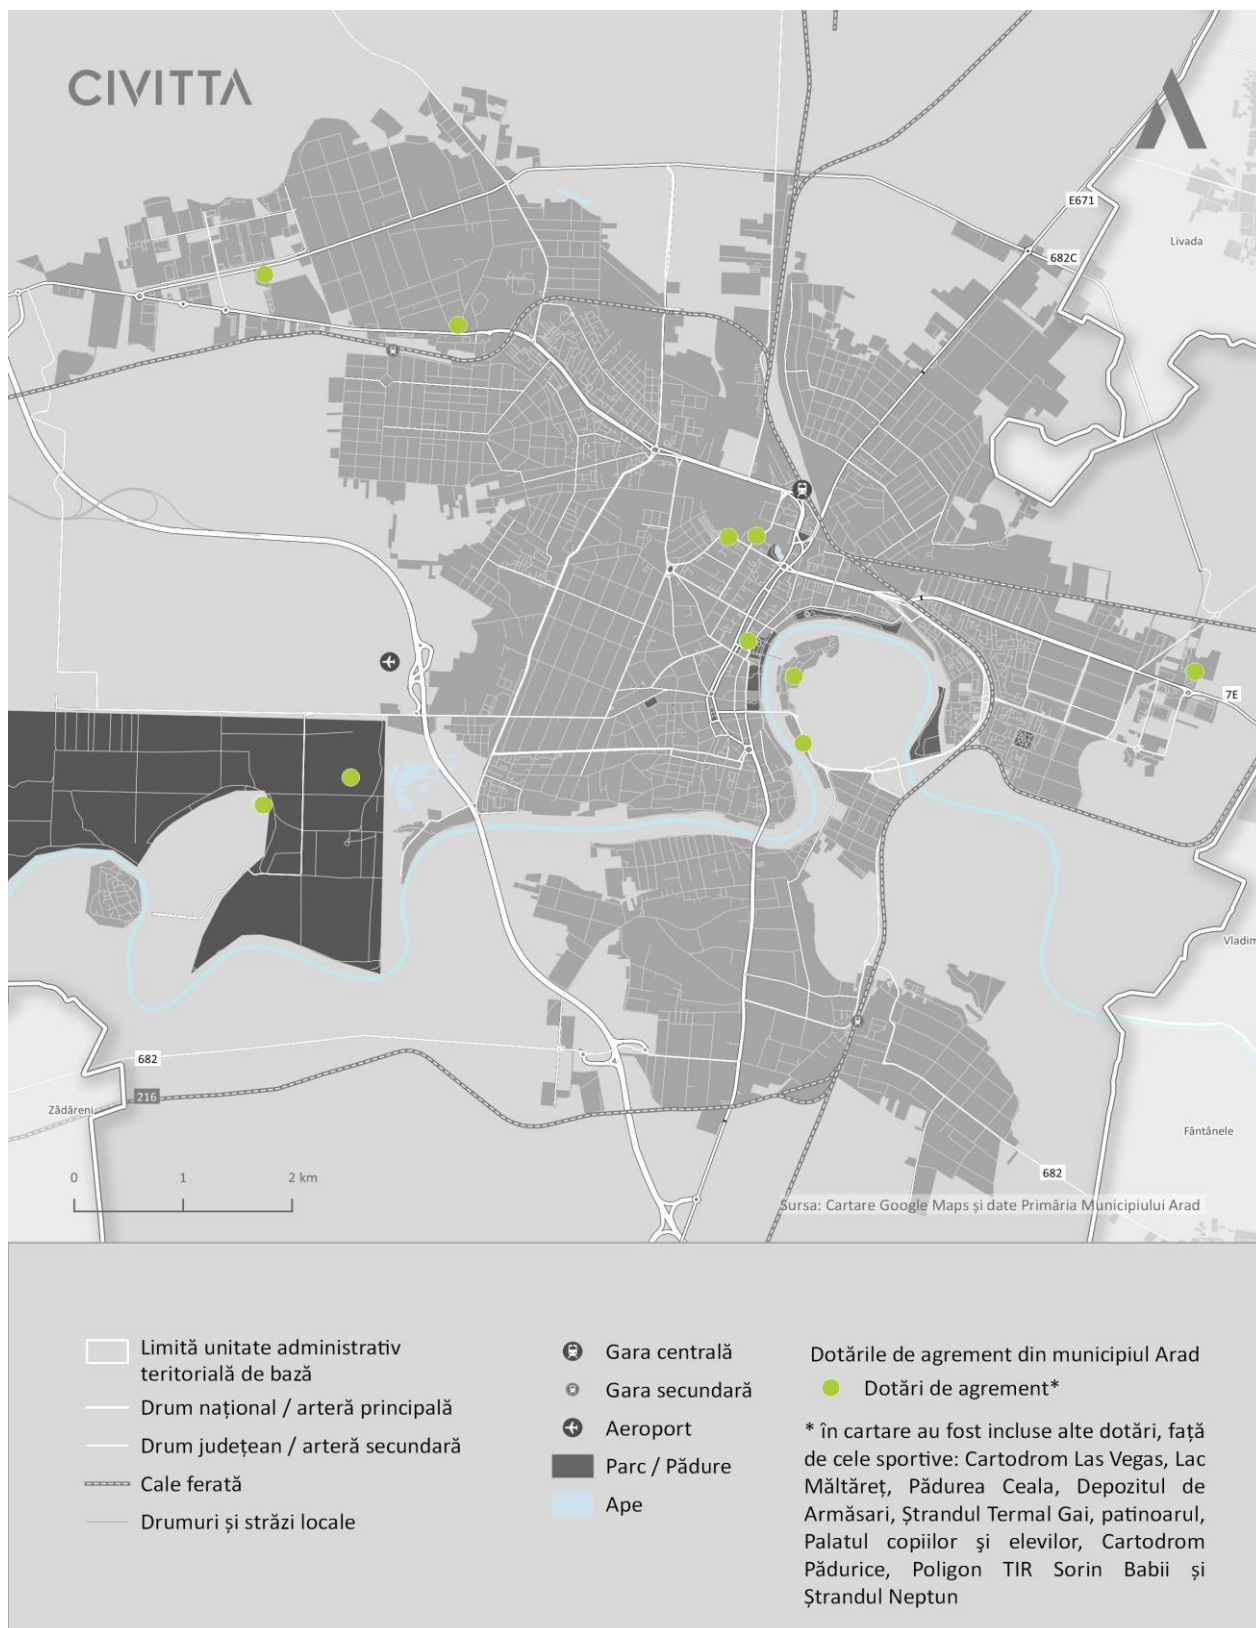 CIVITTA
E671
Livada
682C
7E
Vladim
682
216
Zădăreni
Fântânele
682
0 1 2 km
Sursa: Cartare Google Maps și date Primăria Municipiului Arad
Limită unitate administrativ
teritorială de bază
Drum național / arteră principală
Drum județean / arteră secundară
Cale ferată
Drumuri și străzi locale
Gara centrală
Gara secundară
Aeroport
Parc / Pădure
Ape
Dotările de agrement din municipiul Arad
Dotări de agrement*
* în cartare au fost incluse alte dotări, față
de cele sportive: Cartodrom Las Vegas, Lac
Măltăreț, Pădurea Ceala, Depozitul de
Armăsari, Ștrandul Termal Gai, patinoarul,
Palatul copiilor şi elevilor, Cartodrom
Pădurice, Poligon TIR Sorin Babii și
Ștrandul Neptun